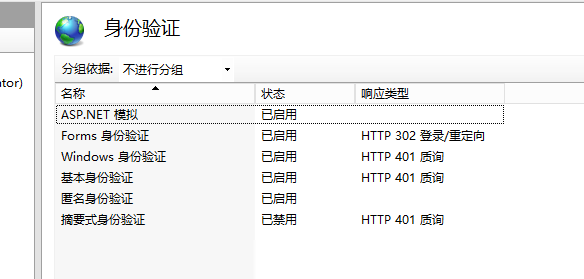 身份验证
分组依据: 不进行分组
名称 状态 响应类型
ASP.NET 模拟 已启用
Forms 身份验证 已启用 HTTP 302 登录/重定向
Windows 身份验证 已启用 HTTP 401 质询
基本身份验证 已启用 HTTP 401 质询
匿名身份验证 已启用
摘要式身份验证 已禁用 HTTP 401 质询
ator)